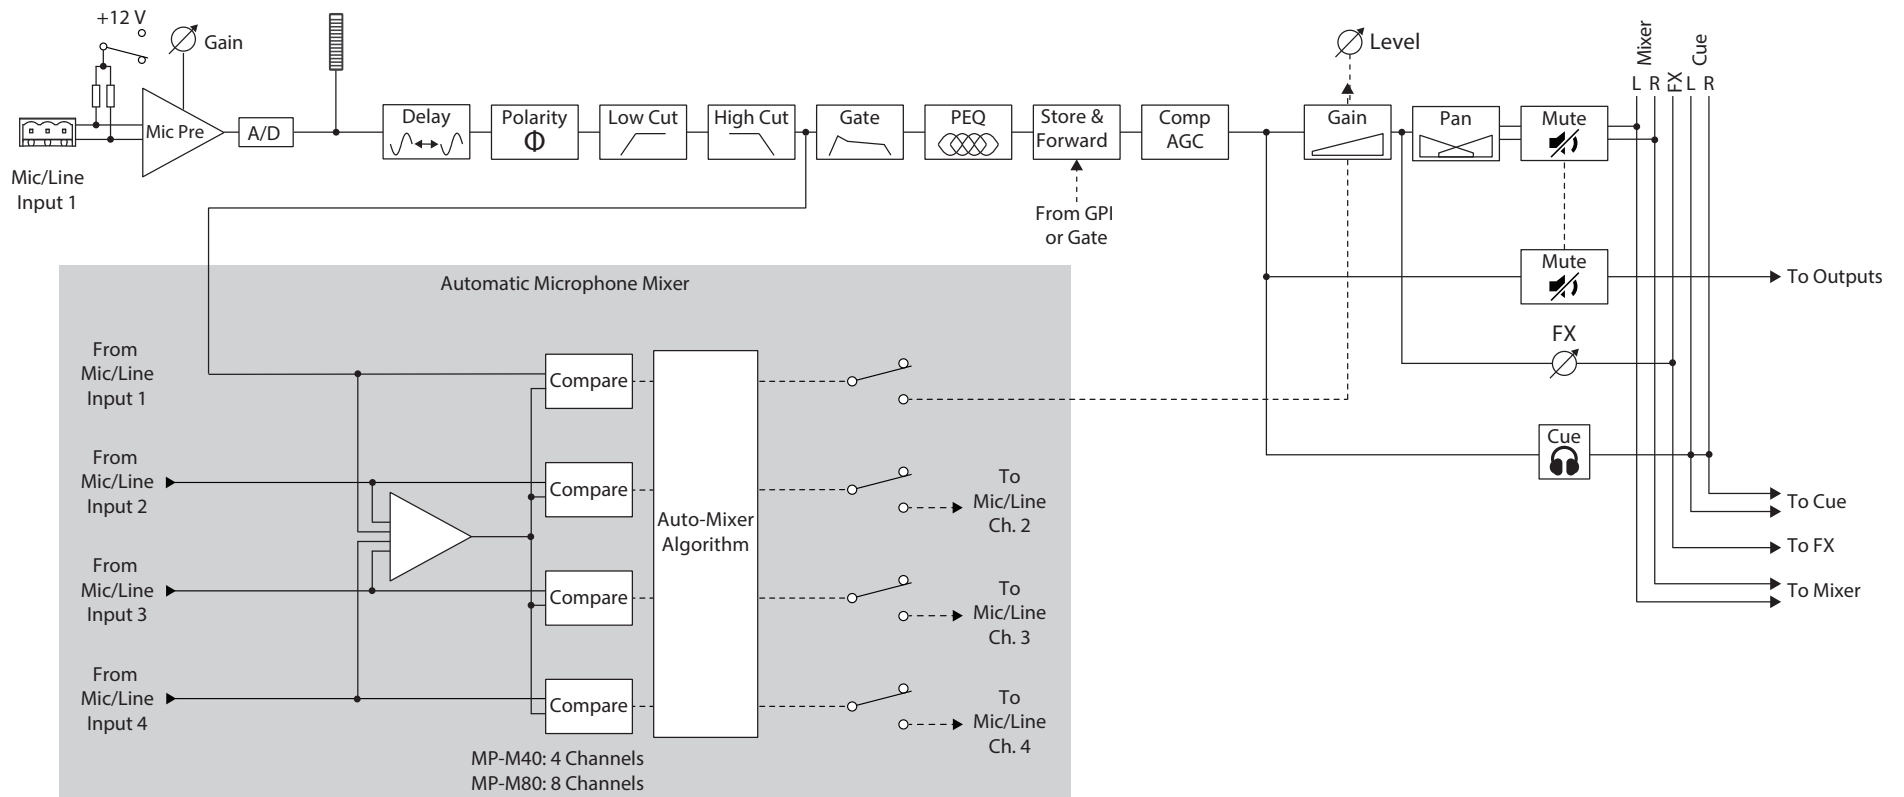 +12 V
Gain
Level
Mixer
Cue
FX
L R L R
Mic Pre
A/D
Delay
Polarity
Φ
Low Cut
High Cut
Gate
PEQ
Store &
Forward
Comp
AGC
Gain
Pan
Mute
Mic/Line
Input 1
From GPI
or Gate
Mute
To Outputs
Automatic Microphone Mixer
FX
From
Mic/Line
Input 1
Compare
Cue
From
Mic/Line
Input 2
Compare
To
Mic/Line
Ch. 2
To Cue
Auto-Mixer
Algorithm
To FX
From
Mic/Line
Input 3
Compare
To
Mic/Line
Ch. 3
To Mixer
From
Mic/Line
Input 4
Compare
To
Mic/Line
Ch. 4
MP-M40: 4 Channels
MP-M80: 8 Channels